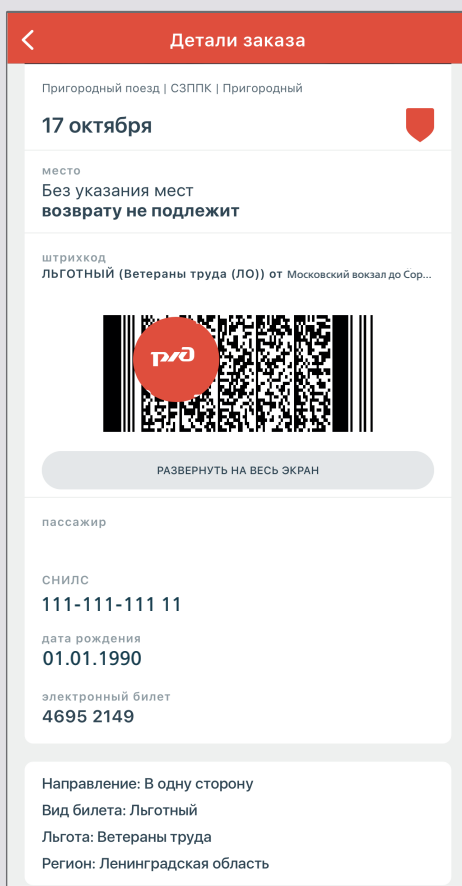 Детали заказа
Пригородный поезд | СЗППК | Пригородный
17 октября
место
Без указания мест
возврату не подлежит
штрихкод
ЛЬГОТНЫЙ (Ветераны труда (ЛО)) от Московский вокзал до Сор...
ржд
РАЗВЕРНУТЬ НА ВЕСЬ ЭКРАН
пассажир
СНИЛС
111-111-111 11
дата рождения
01.01.1990
электронный билет
4695 2149
Направление: В одну сторону
Вид билета: Льготный
Льгота: Ветераны труда
Регион: Ленинградская область